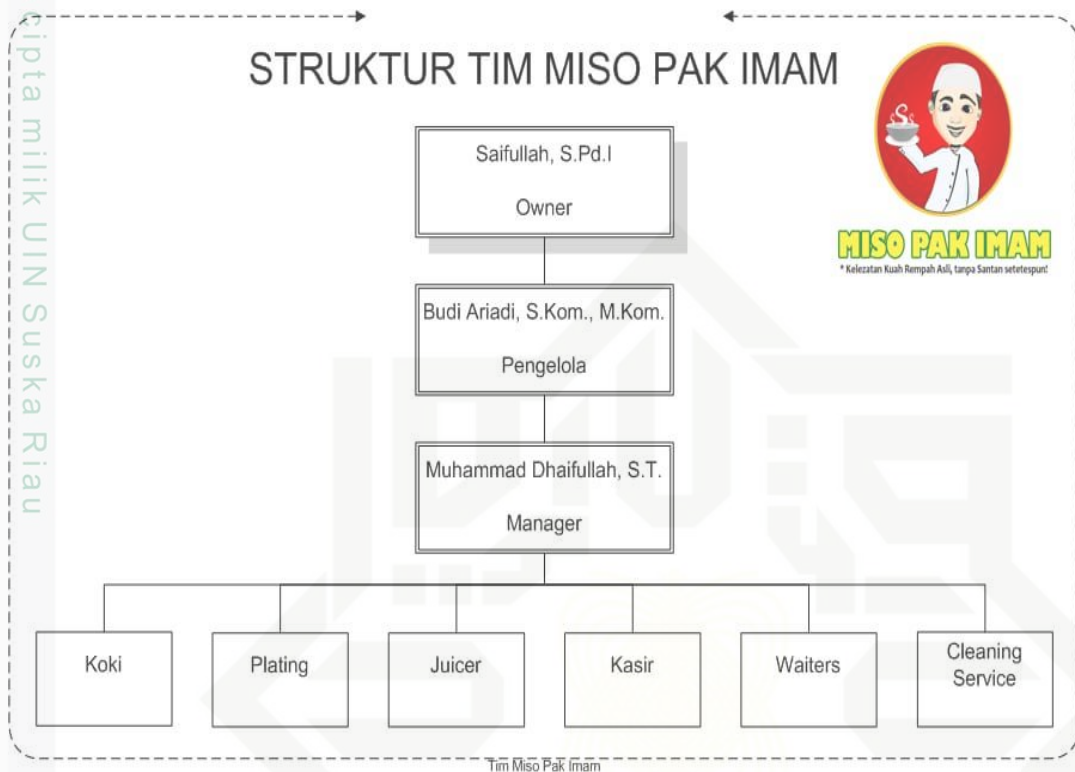 cipta milik UIN Suska Riau
STRUKTUR TIM MISO PAK IMAM
MISO PAK IMAM
* Kelezatan Kuah Rempah Asli, tanpa Santan setetespun!
Saifullah, S.Pd.I
Owner
Budi Ariadi, S.Kom., M.Kom.
Pengelola
Muhammad Dhaifullah, S.T.
Manager
Koki
Plating
Juicer
Kasir
Waiters
Cleaning
Service
Tim Miso Pak Imam